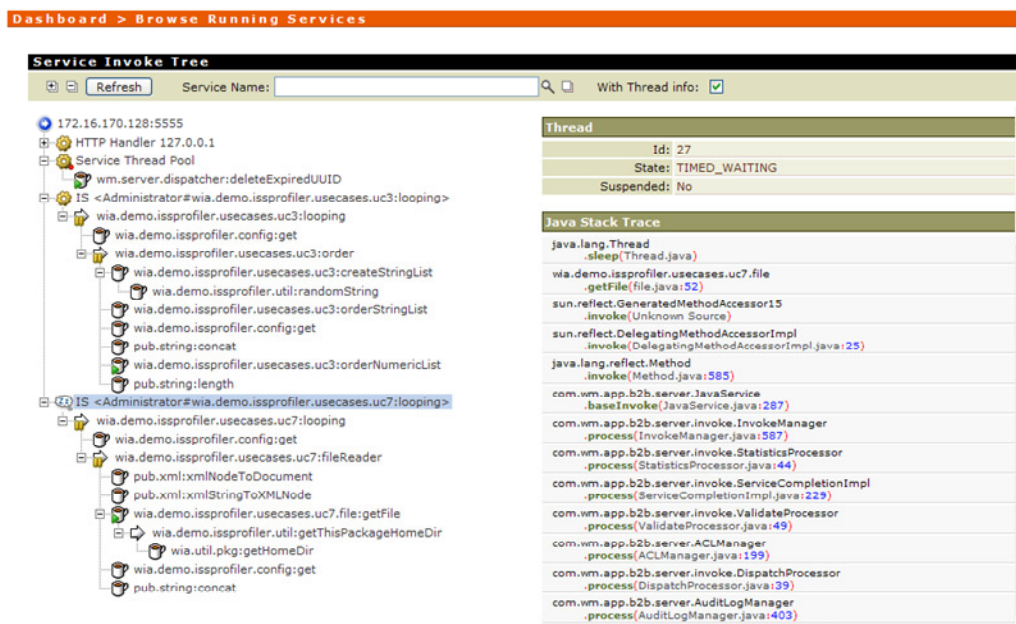 Dashboard > Browse Running Services
Service Invoke Tree
Refresh Service Name: With Thread info:
172.16.170.128:5555
HTTP Handler 127.0.0.1
Service Thread Pool
wm.server.dispatcher:deleteExpiredUUID
IS <Administrator#wia.demo.issprofiler.usecases.uc3:looping>
wia.demo.issprofiler.usecases.uc3:looping
wia.demo.issprofiler.config:get
wia.demo.issprofiler.usecases.uc3:order
wia.demo.issprofiler.usecases.uc3:createStringList
wia.demo.issprofiler.util:randomString
wia.demo.issprofiler.usecases.uc3:orderStringList
wia.demo.issprofiler.config:get
pub.string:concat
wia.demo.issprofiler.usecases.uc3:orderNumericList
pub.string:length
IS <Administrator#wia.demo.issprofiler.usecases.uc7:looping>
wia.demo.issprofiler.usecases.uc7:looping
wia.demo.issprofiler.config:get
wia.demo.issprofiler.usecases.uc7:fileReader
pub.xml:xmlNodeToDocument
pub.xml:xmlStringToXMLNode
wia.demo.issprofiler.usecases.uc7.file:getFile
wia.demo.issprofiler.util:getThisPackageHomeDir
wia.util.pkg:getHomeDir
wia.demo.issprofiler.config:get
pub.string:concat
Thread
Id: 27
State: TIMED_WAITING
Suspended: No
Java Stack Trace
java.lang.Thread
.sleep(Thread.java)
wia.demo.issprofiler.usecases.uc7.file
.getFile(file.java:52)
sun.reflect.GeneratedMethodAccessor15
.invoke(Unknown Source)
sun.reflect.DelegatingMethodAccessorImpl
.invoke(DelegatingMethodAccessorImpl.java:25)
java.lang.reflect.Method
.invoke(Method.java:585)
com.wm.app.b2b.server.JavaService
.baseInvoke(JavaService.java:287)
com.wm.app.b2b.server.invoke.InvokeManager
.process(InvokeManager.java:587)
com.wm.app.b2b.server.invoke.StatisticsProcessor
.process(StatisticsProcessor.java:44)
com.wm.app.b2b.server.invoke.ServiceCompletionImpl
.process(ServiceCompletionImpl.java:229)
com.wm.app.b2b.server.invoke.ValidateProcessor
.process(ValidateProcessor.java:49)
com.wm.app.b2b.server.ACLManager
.process(ACLManager.java:199)
com.wm.app.b2b.server.invoke.DispatchProcessor
.process(DispatchProcessor.java:39)
com.wm.app.b2b.server.AuditLogManager
.process(AuditLogManager.java:403)